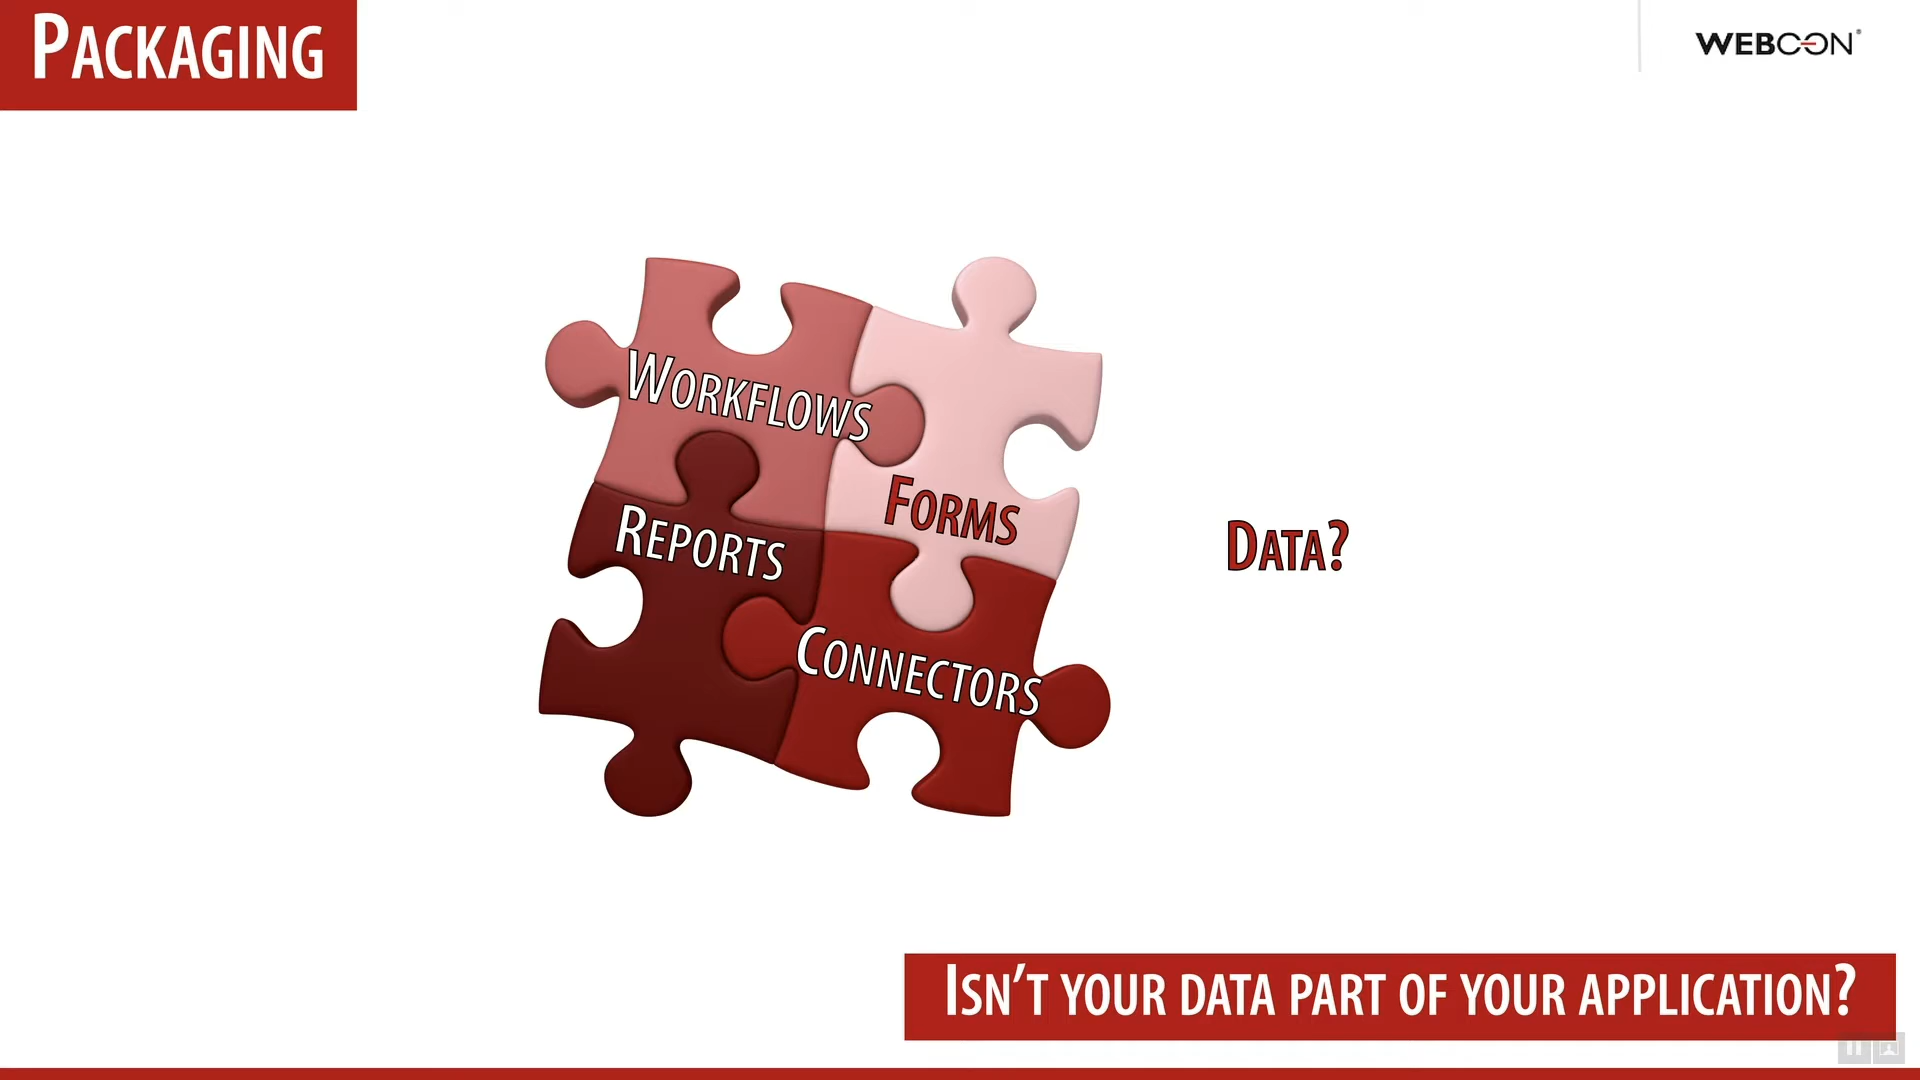 PACKAGING
WEBCON®
WORKFLOWS
FORMS
REPORTS
DATA?
CONNECTORS
ISN'T YOUR DATA PART OF YOUR APPLICATION?